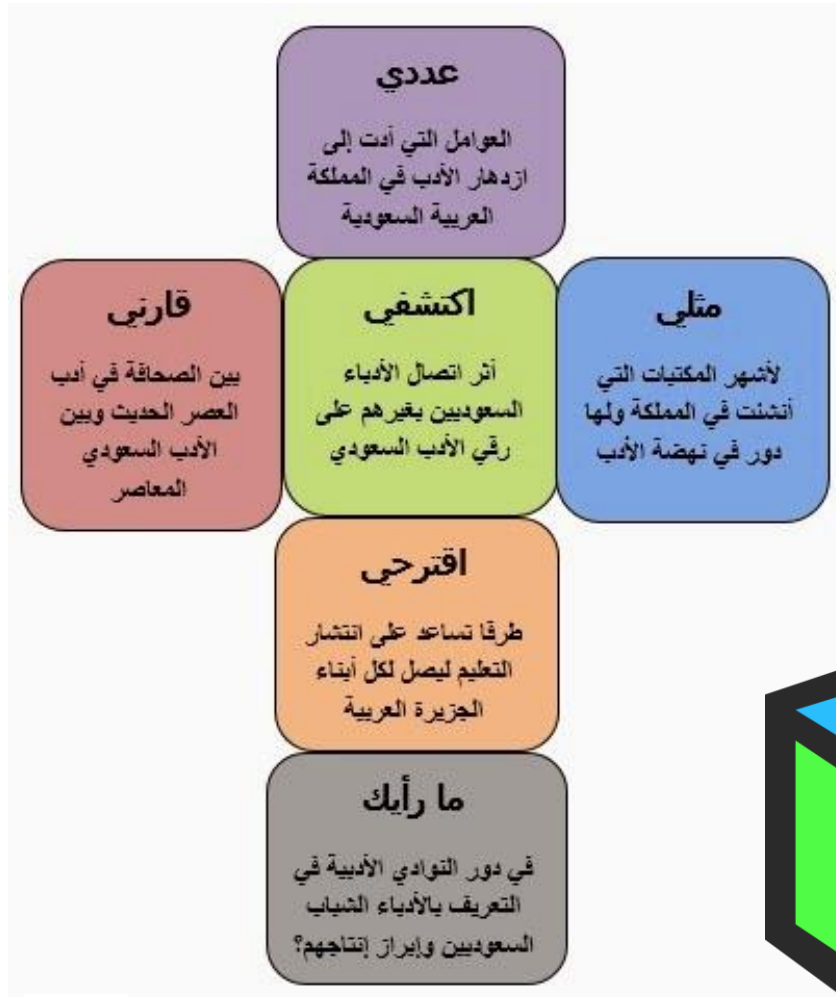 عددي
العوامل التي أدت إلى
ازدهار الأدب في المملكة
العربية السعودية
مثلي
لأشهر المكتبات التي
أنشئت في المملكة ولها
دور في نهضة الأدب
اكتشفي
أثر اتصال الأدباء
السعوديين بغيرهم على
رقي الأدب السعودي
قارني
بين الصحافة في أدب
العصر الحديث وبين
الأدب السعودي
المعاصر
اقترحي
طرقا تساعد على انتشار
التعليم ليصل لكل أبناء
الجزيرة العربية
ما رأيك
في دور النوادي الأدبية في
التعريف بالأدباء الشباب
السعوديين وإبراز إنتاجهم؟